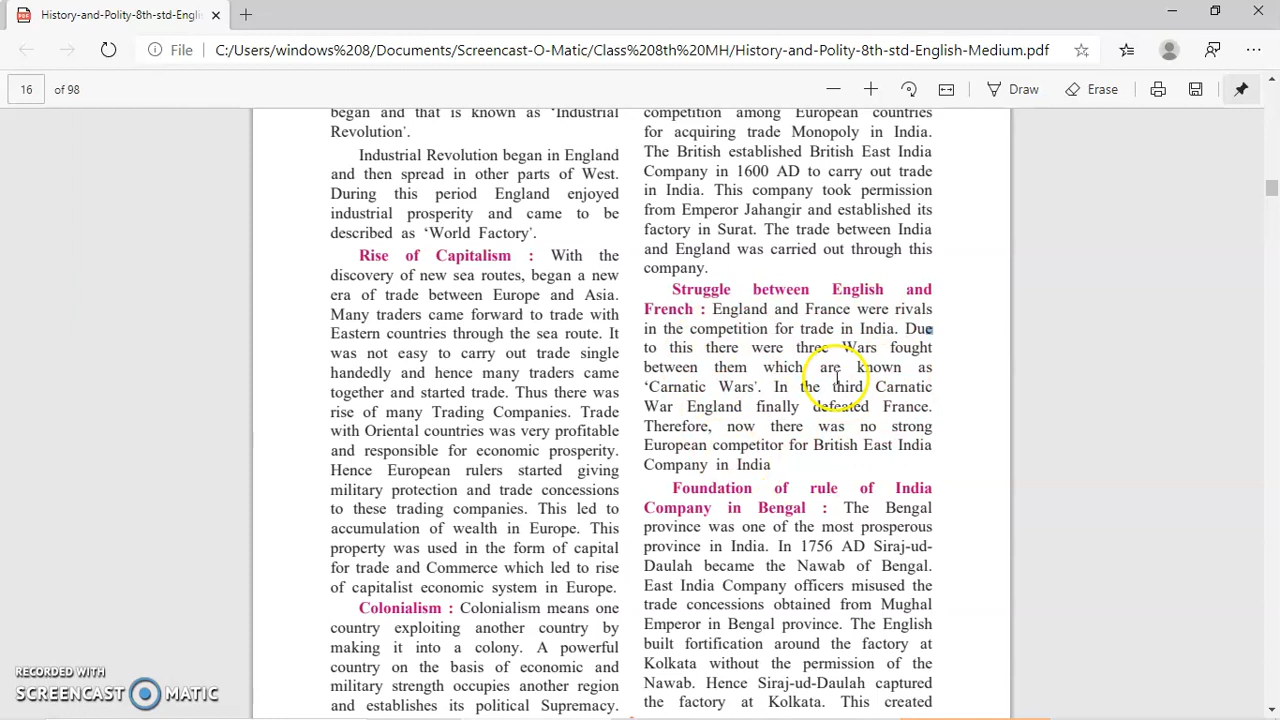 History-and-Polity-8th-std-Englis
File
C:/Users/windows%208/Documents/Screencast-O-Matic/Class%208th%20MH/History-and-Polity-8th-std-English-Medium.pdf
16 of 98
Draw
Erase
began and that is known as ‘Industrial
Revolution’.
Industrial Revolution began in England
and then spread in other parts of West.
During this period England enjoyed
industrial prosperity and came to be
described as ‘World Factory’.
Rise of Capitalism : With the
discovery of new sea routes, began a new
era of trade between Europe and Asia.
Many traders came forward to trade with
Eastern countries through the sea route. It
was not easy to carry out trade single
handedly and hence many traders came
together and started trade. Thus there was
rise of many Trading Companies. Trade
with Oriental countries was very profitable
and responsible for economic prosperity.
Hence European rulers started giving
military protection and trade concessions
to these trading companies. This led to
accumulation of wealth in Europe. This
property was used in the form of capital
for trade and Commerce which led to rise
of capitalist economic system in Europe.
Colonialism : Colonialism means one
country exploiting another country by
making it into a colony. A powerful
country on the basis of economic and
military strength occupies another region
and establishes its political Supremacy.
competition among European countries
for acquiring trade Monopoly in India.
The British established British East India
Company in 1600 AD to carry out trade
in India. This company took permission
from Emperor Jahangir and established its
factory in Surat. The trade between India
and England was carried out through this
company.
Struggle between English and
French : England and France were rivals
in the competition for trade in India. Due
to this there were three Wars fought
between them which are known as
‘Carnatic Wars’. In the third Carnatic
War England finally defeated France.
Therefore, now there was no strong
European competitor for British East India
Company in India
Foundation of rule of India
Company in Bengal : The Bengal
province was one of the most prosperous
province in India. In 1756 AD Siraj-ud-
Daulah became the Nawab of Bengal.
East India Company officers misused the
trade concessions obtained from Mughal
Emperor in Bengal province. The English
built fortification around the factory at
Kolkata without the permission of the
Nawab. Hence Siraj-ud-Daulah captured
the factory at Kolkata. This created
RECORDED WITH
SCREENCAST MATIC